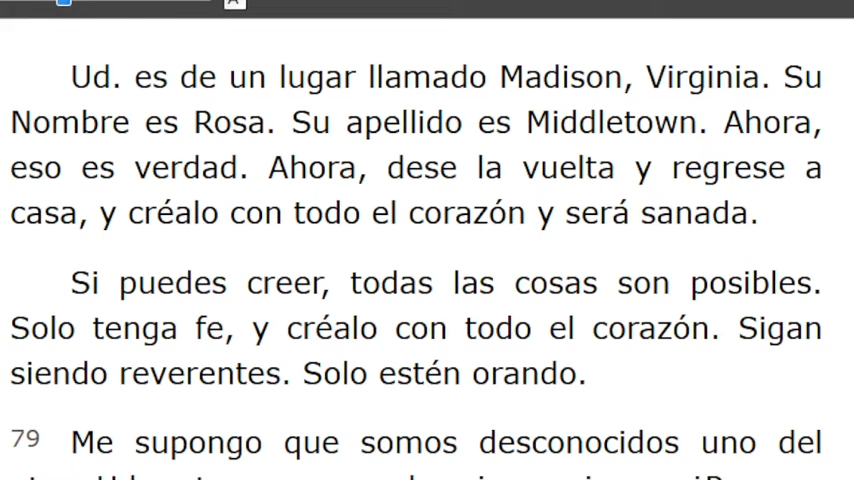 Ud. es de un lugar llamado Madison, Virginia. Su
Nombre es Rosa. Su apellido es Middletown. Ahora,
eso es verdad. Ahora, dese la vuelta y regrese a
casa, y créalo con todo el corazón y será sanada.
Si puedes creer, todas las cosas son posibles.
Solo tenga fe, y créalo con todo el corazón. Sigan
siendo reverentes. Solo estén orando.
79 Me supongo que somos desconocidos uno del